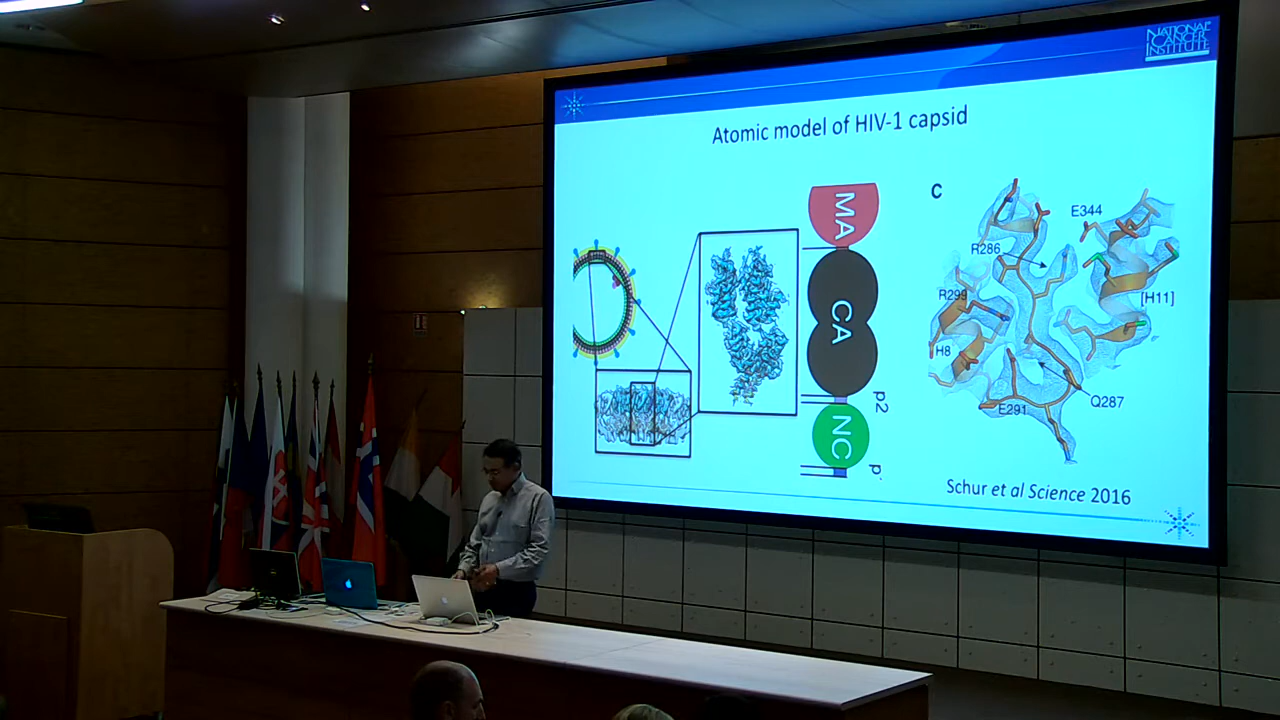 NATIONAL
CANCER
INSTITUTE
Atomic model of HIV-1 capsid
MA
CA
p2
NC
C
E344
R286
R299
[H11]
H8
E291
Q287
Schur et al Science 2016